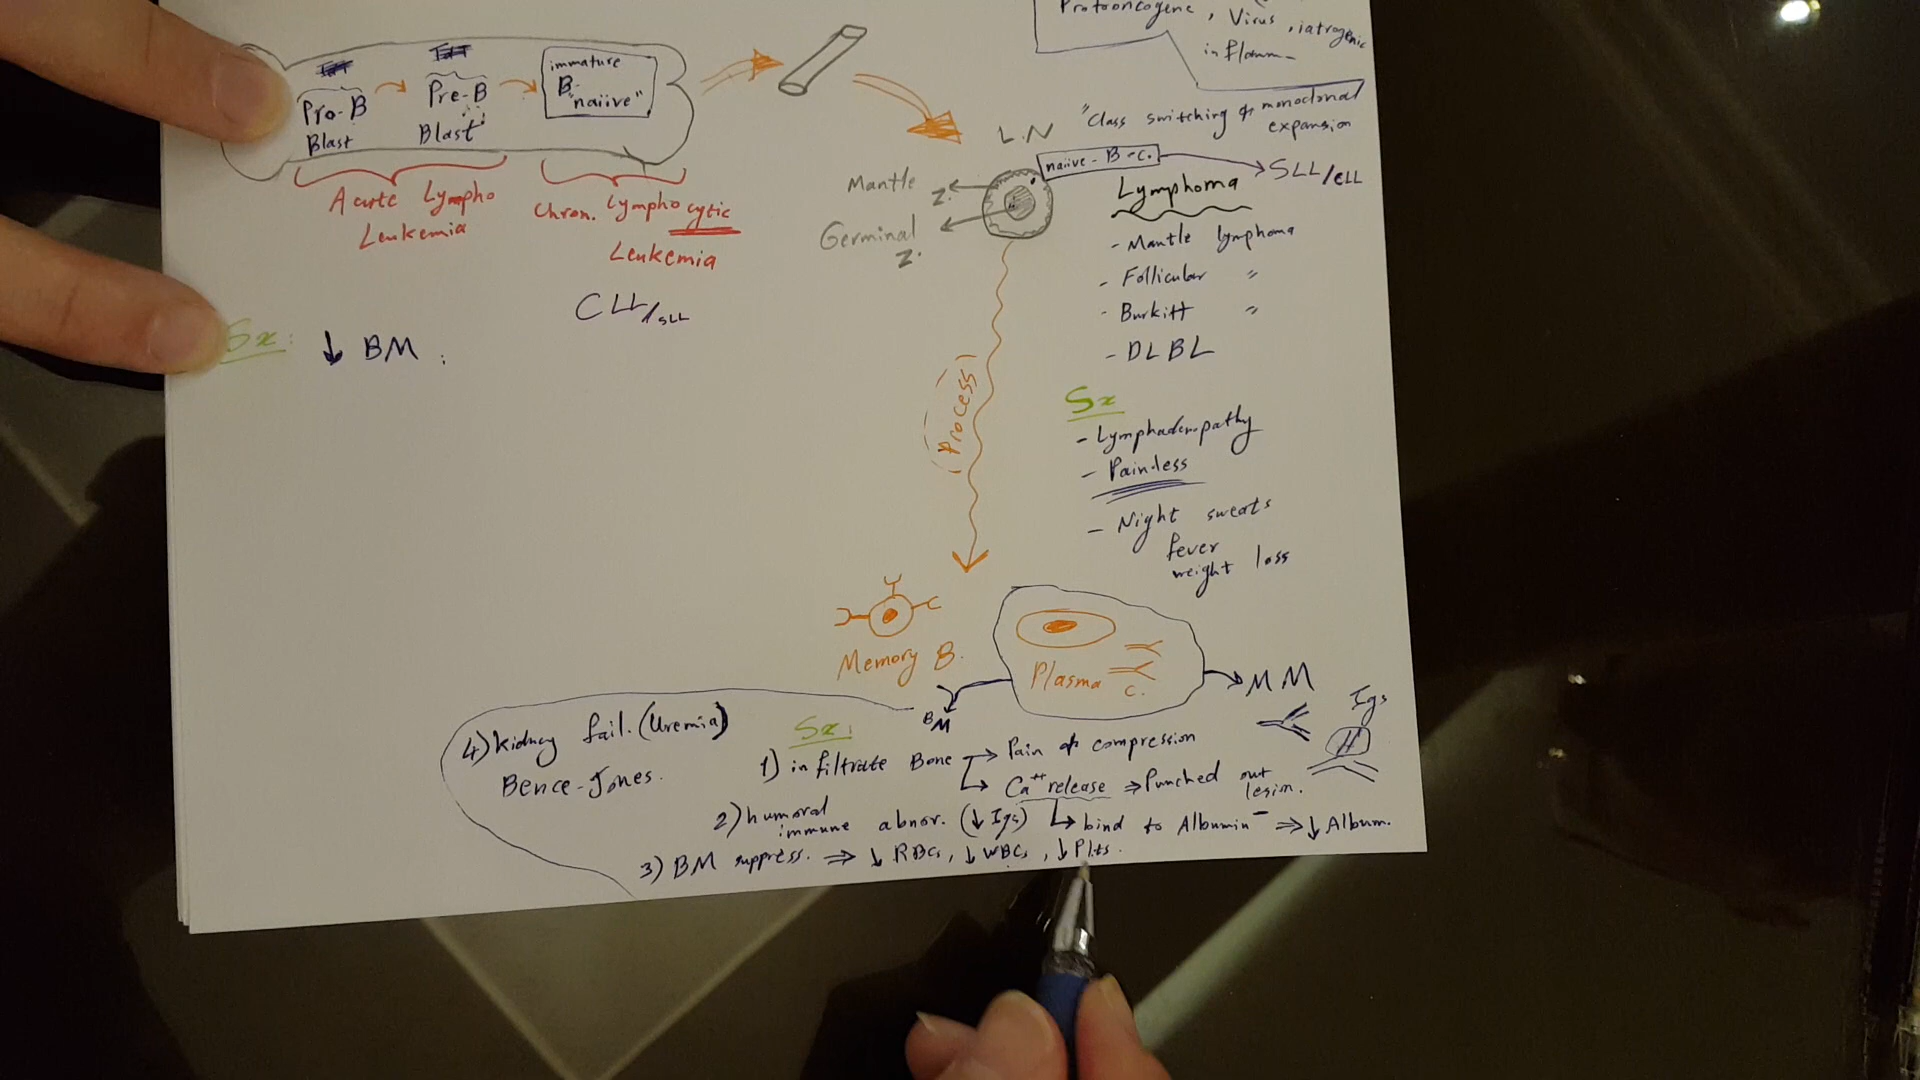 Protooncogene, Virus, iatrogenic
inflamm-
"Class switching & monoclonal
expansion
Pro-B
Blast
Pre-B
Blast
immature
B
"naiive"
Acute Lympho
Leukemia
Chron. Lymphocytic
Leukemia
CLL/SLL
Sx:
↓ BM :
L.N
naiive-B-c.
SLL/CLL
Mantle
Z.
Germinal
Z.
Lymphoma
- Mantle lymphoma
- Follicular "
- Burkitt "
- DLBL
Sx
- Lymphadenopathy
- Painless
- Night sweats
fever
weight loss
(Process)
Memory B.
Plasma c.
MM
BM
Igs
Sx:
1) infiltrate Bone → Pain & compression
↳ Ca++ release ⇒ Punched out
lesion.
↳ bind to Albumin- ⇒ ↓ Album.
2) humoral
immune abnor. (↓ Igs)
3) BM suppress. ⇒ ↓ RBCs, ↓ WBCs, ↓ Plts.
4) kidney fail. (Uremia)
Bence-Jones.